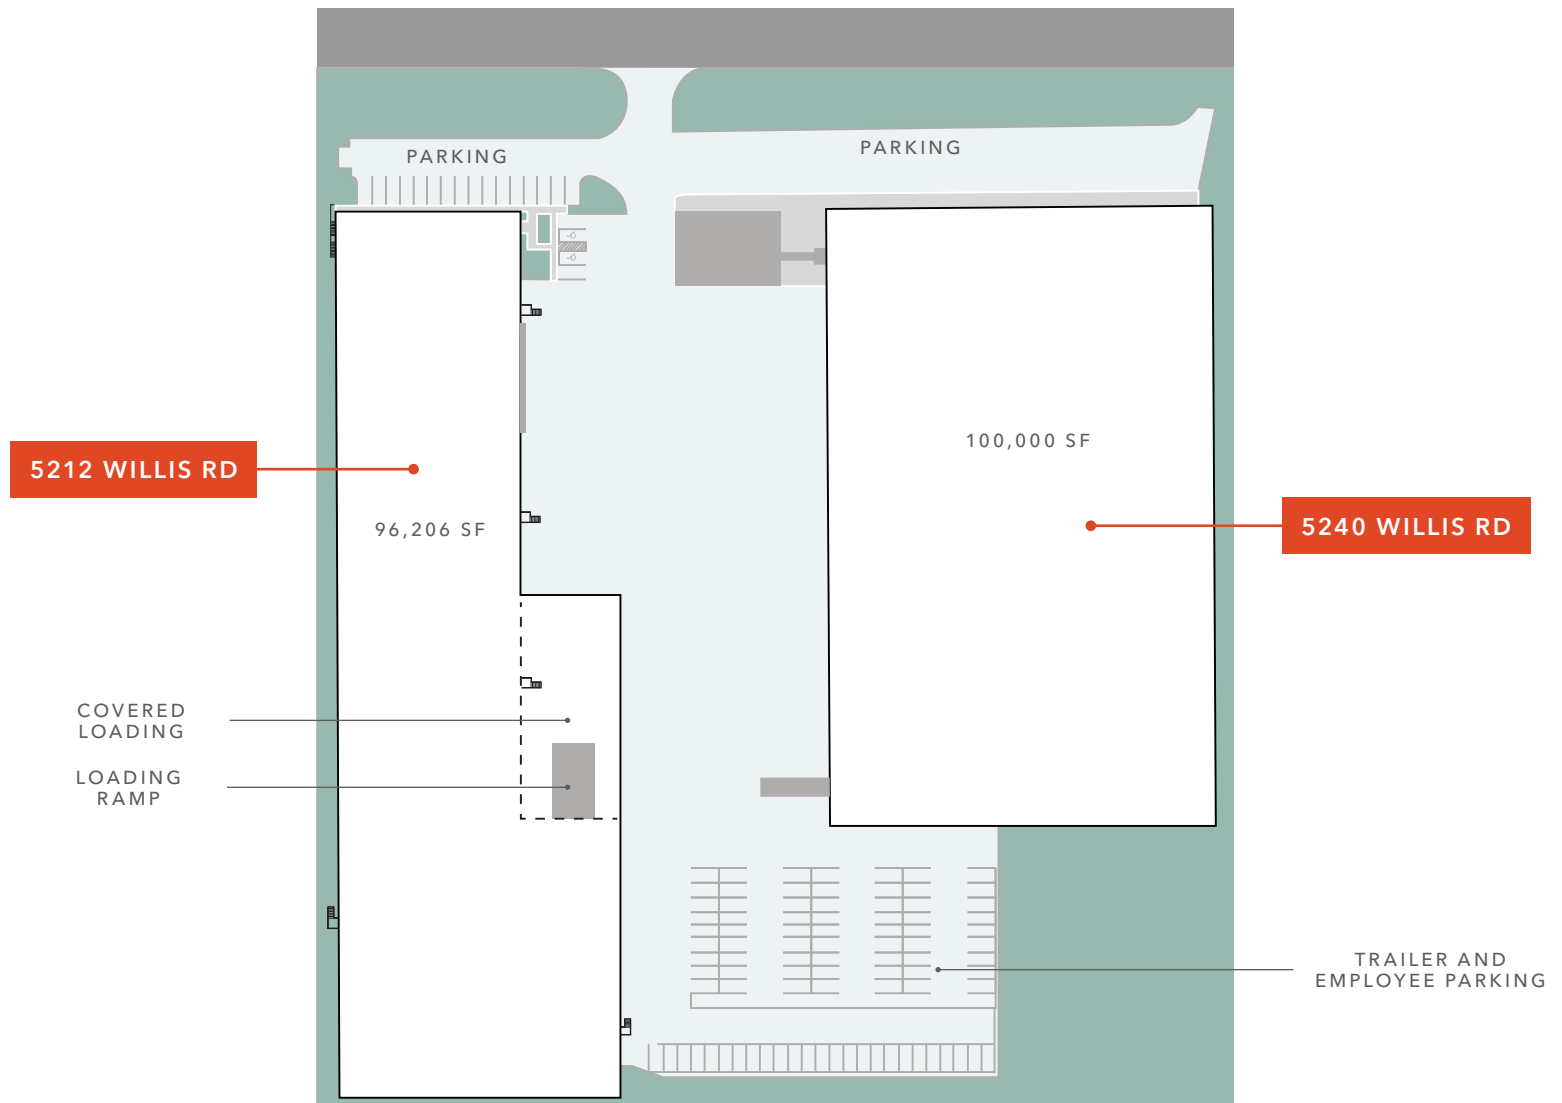 PARKING
PARKING
100,000 SF
5212 WILLIS RD
96,206 SF
5240 WILLIS RD
COVERED
LOADING
LOADING
RAMP
TRAILER AND
EMPLOYEE PARKING